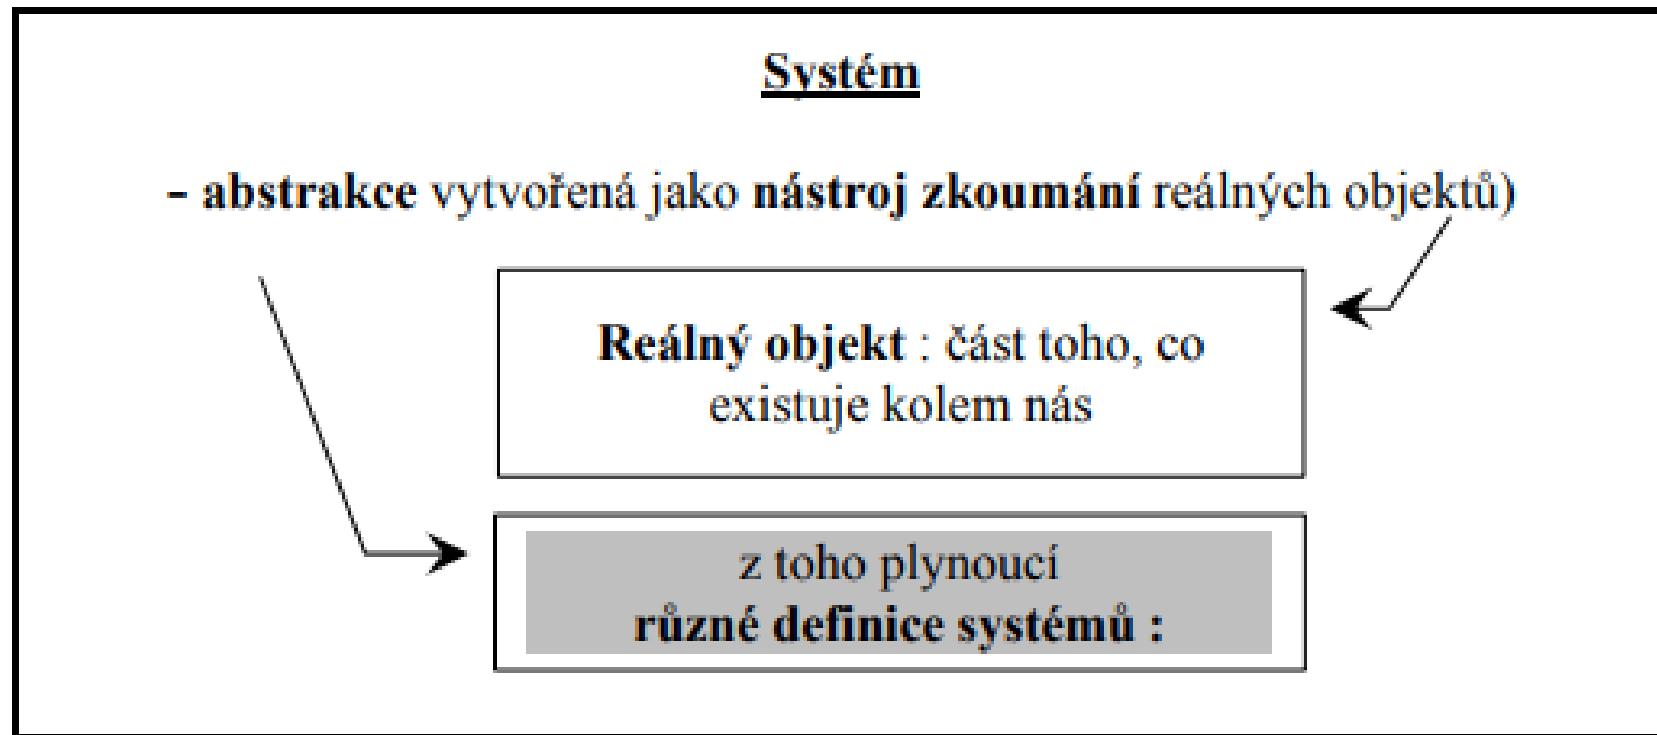 Systém
– abstrakce vytvořená jako nástroj zkoumání reálných objektů)
Reálný objekt : část toho, co
existuje kolem nás
z toho plynoucí
různé definice systémů :